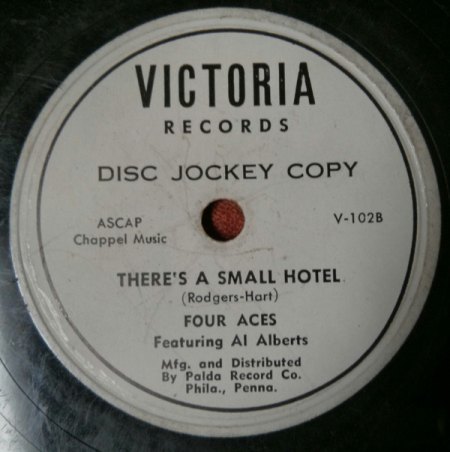 VICTORIA
RECORDS
DISC JOCKEY COPY
ASCAP
Chappel Music
V-102B
THERE'S A SMALL HOTEL
(Rodgers-Hart)
FOUR ACES
Featuring Al Alberts
Mfg. and Distributed
By Palda Record Co.
Phila., Penna.